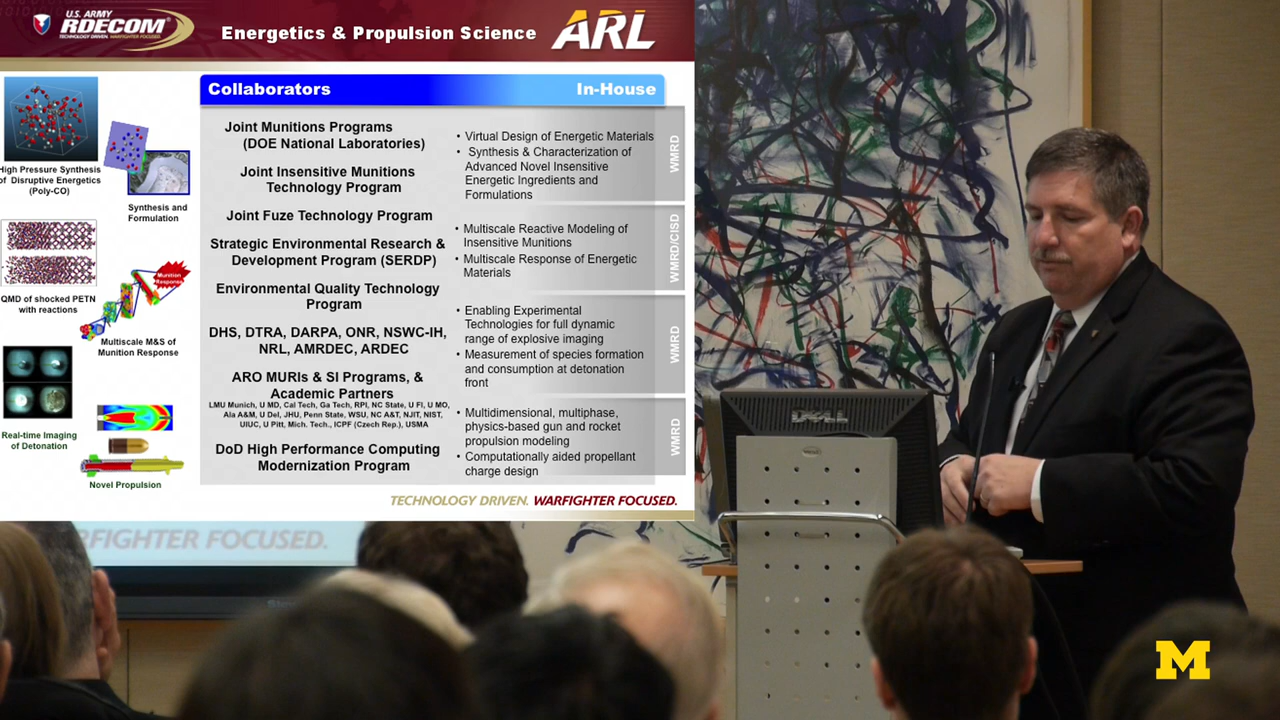 U.S. ARMY
RDECOM
TECHNOLOGY DRIVEN. WARFIGHTER FOCUSED.
Energetics & Propulsion Science
ARL
Collaborators
In-House
High Pressure Synthesis
of Disruptive Energetics
(Poly-CO)
Synthesis and
Formulation
QMD of shocked PETN
with reactions
Munition
Response
Multiscale M&S of
Munition Response
Real-time Imaging
of Detonation
Novel Propulsion
Joint Munitions Programs
(DOE National Laboratories)
Joint Insensitive Munitions
Technology Program
Joint Fuze Technology Program
Strategic Environmental Research &
Development Program (SERDP)
Environmental Quality Technology
Program
DHS, DTRA, DARPA, ONR, NSWC-IH,
NRL, AMRDEC, ARDEC
ARO MURIs & SI Programs, &
Academic Partners
LMU Munich, U MD, Cal Tech, Ga Tech, RPI, NC State, U Fl, U MO,
Ala A&M, U Del, JHU, Penn State, WSU, NC A&T, NJIT, NIST,
UIUC, U Pitt, Mich. Tech., ICPF (Czech Rep.), USMA
DoD High Performance Computing
Modernization Program
• Virtual Design of Energetic Materials
• Synthesis & Characterization of
Advanced Novel Insensitive
Energetic Ingredients and
Formulations
WMRD
• Multiscale Reactive Modeling of
Insensitive Munitions
• Multiscale Response of Energetic
Materials
WMRD/CISD
• Enabling Experimental
Technologies for full dynamic
range of explosive imaging
• Measurement of species formation
and consumption at detonation
front
WMRD
• Multidimensional, multiphase,
physics-based gun and rocket
propulsion modeling
• Computationally aided propellant
charge design
WMRD
TECHNOLOGY DRIVEN. WARFIGHTER FOCUSED.
RFIGHTER FOCUSED.
DELL
M